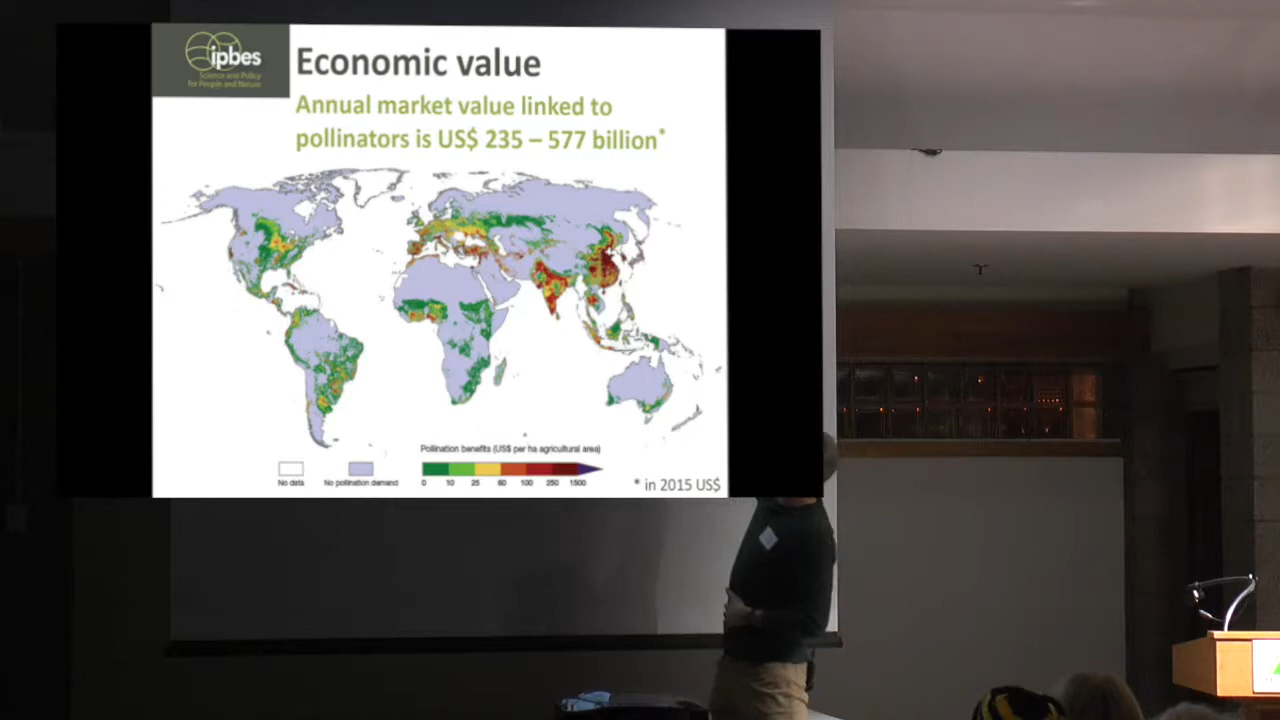 ipbes
Science and Policy
for People and Nature
Economic value
Annual market value linked to
pollinators is US$ 235 – 577 billion*
Pollination benefits (US$ per ha agricultural area)
No data
No pollination demand
0 10 25 60 100 250 1500
* in 2015 US$